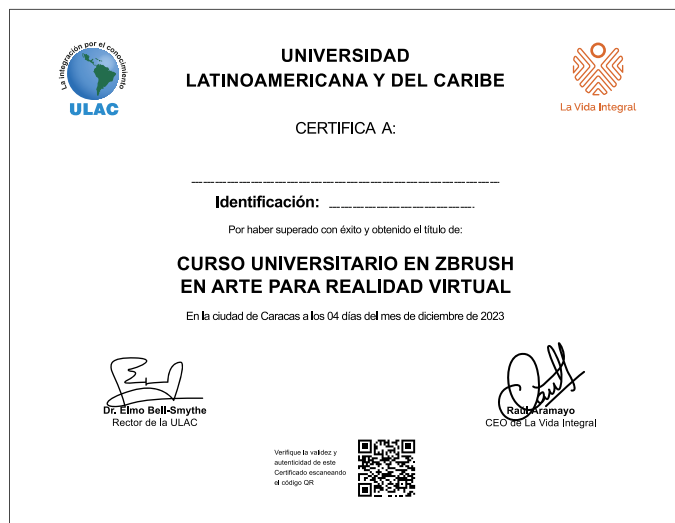 La integración por el conocimiento
ULAC
UNIVERSIDAD
LATINOAMERICANA Y DEL CARIBE
La Vida Integral
CERTIFICA A:
Identificación:
Por haber superado con éxito y obtenido el título de:
CURSO UNIVERSITARIO EN ZBRUSH
EN ARTE PARA REALIDAD VIRTUAL
En la ciudad de Caracas a los 04 días del mes de diciembre de 2023
Dr. Elmo Bell-Smythe
Rector de la ULAC
Raúl Aramayo
CEO de La Vida Integral
Verifique la validez y
autenticidad de este
Certificado escaneando
el código QR